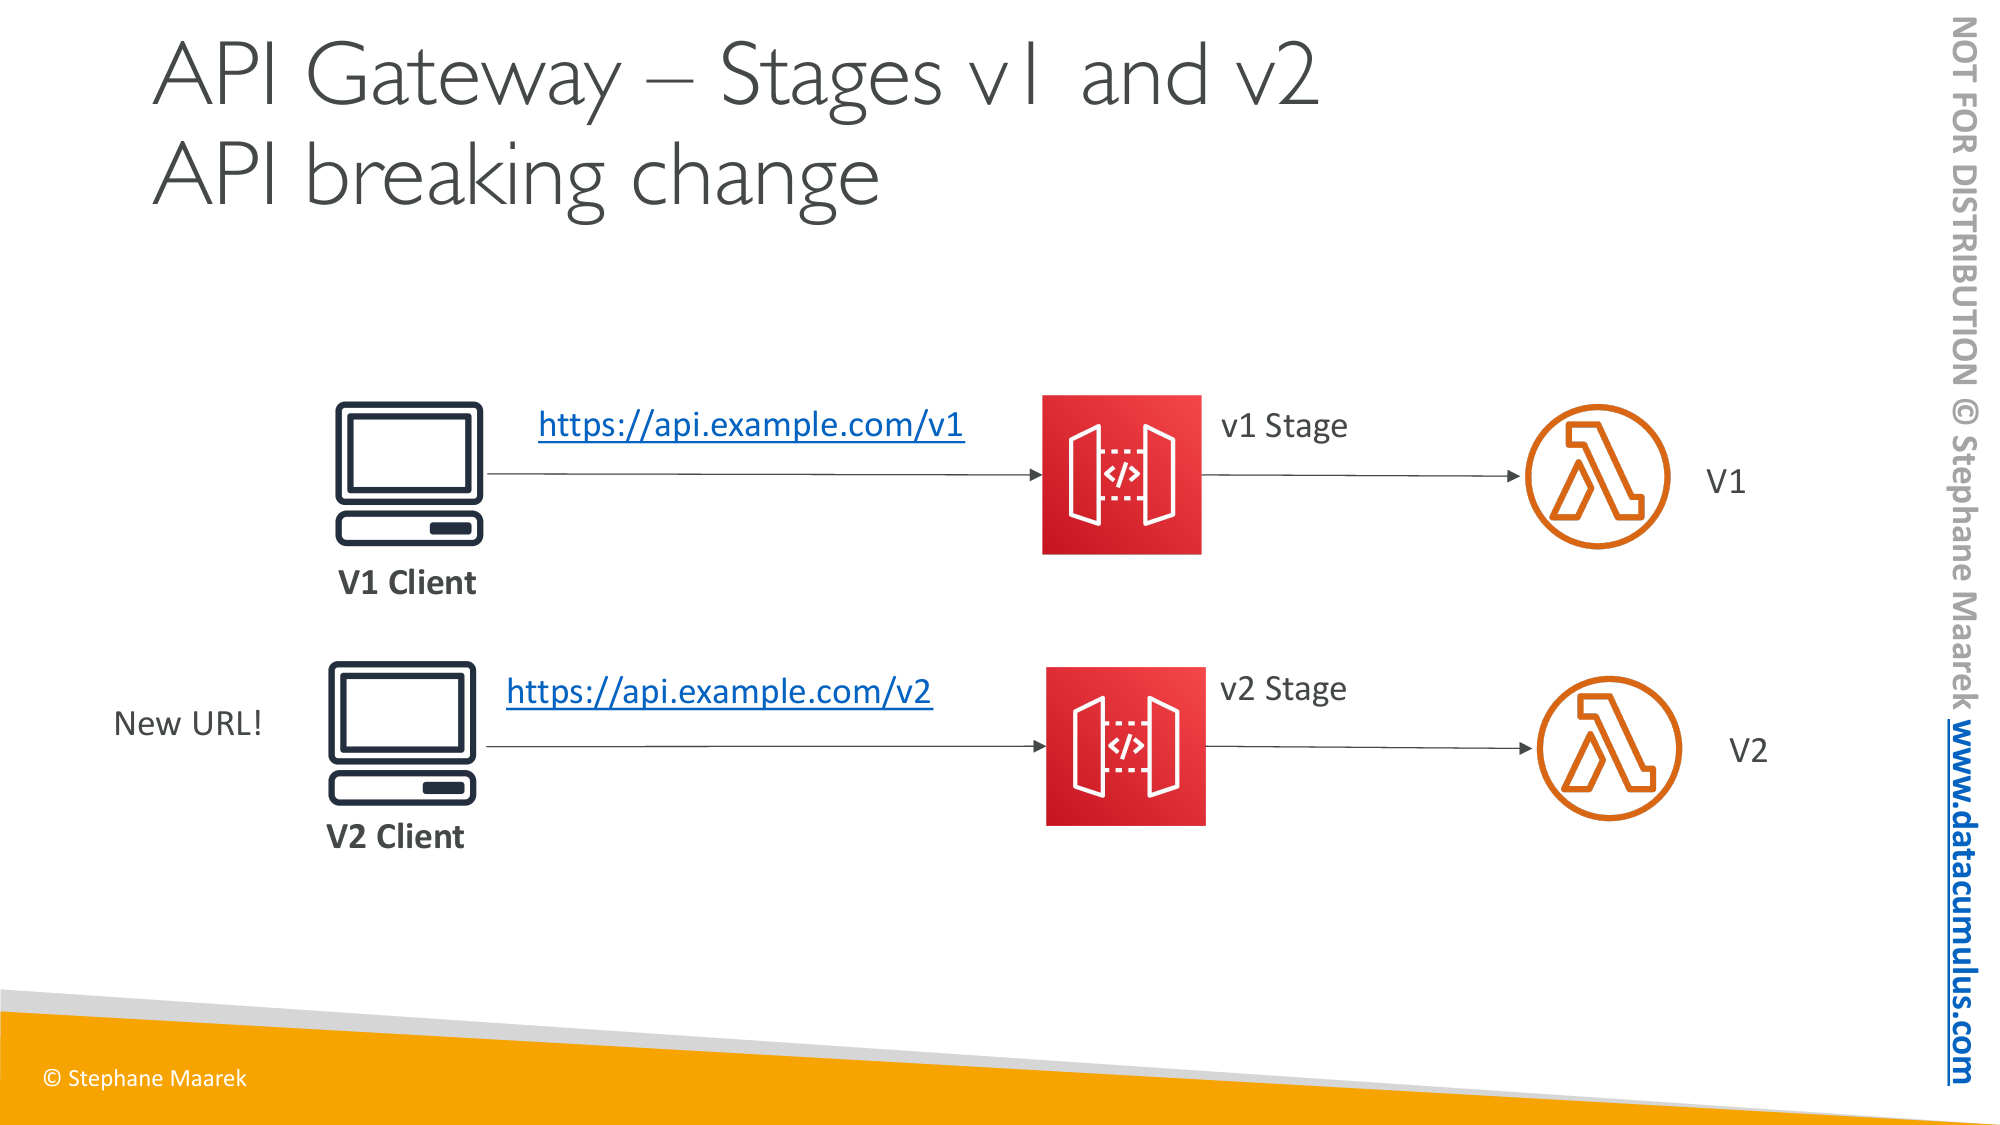 API Gateway – Stages v1 and v2
API breaking change
https://api.example.com/v1
v1 Stage
V1
V1 Client
New URL!
https://api.example.com/v2
v2 Stage
V2
V2 Client
© Stephane Maarek
NOT FOR DISTRIBUTION © Stephane Maarek www.datacumulus.com